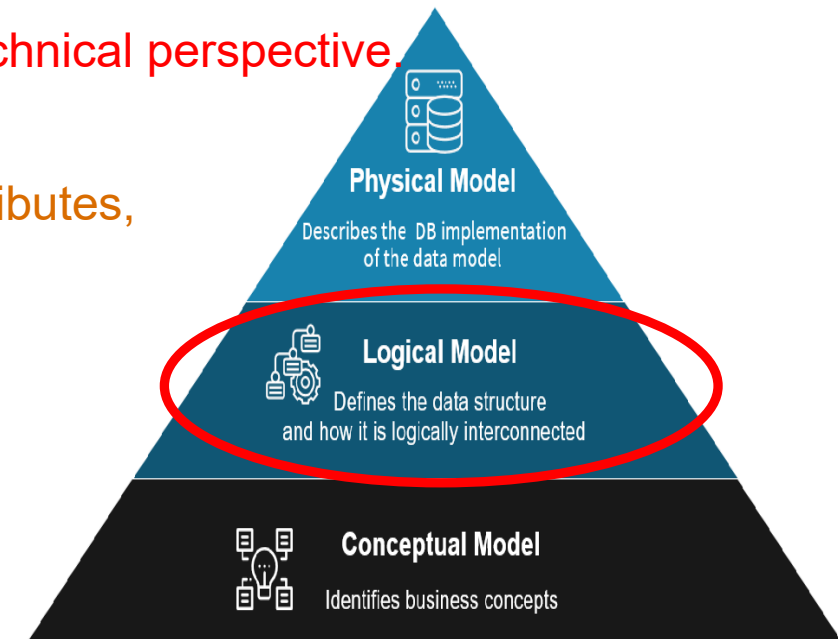 chnical perspective.
ibutes,
Physical Model
Describes the DB implementation
of the data model
Logical Model
Defines the data structure
and how it is logically interconnected
Conceptual Model
Identifies business concepts